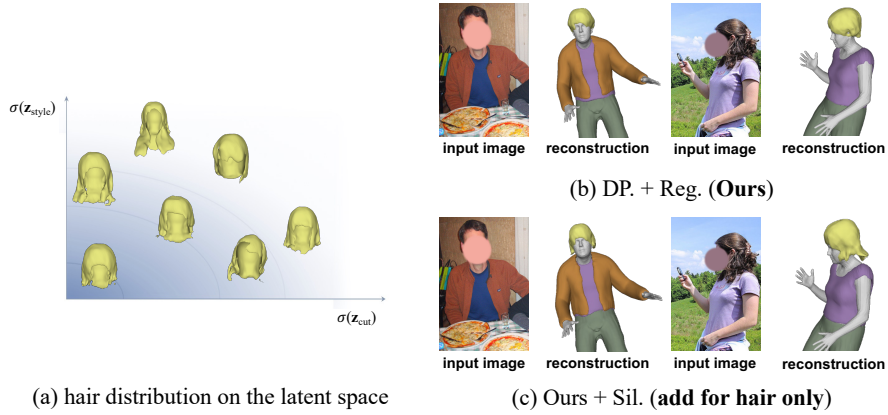 σ(z_style)
σ(z_cut)
(a) hair distribution on the latent space
input image reconstruction input image reconstruction
(b) DP. + Reg. (Ours)
input image reconstruction input image reconstruction
(c) Ours + Sil. (add for hair only)